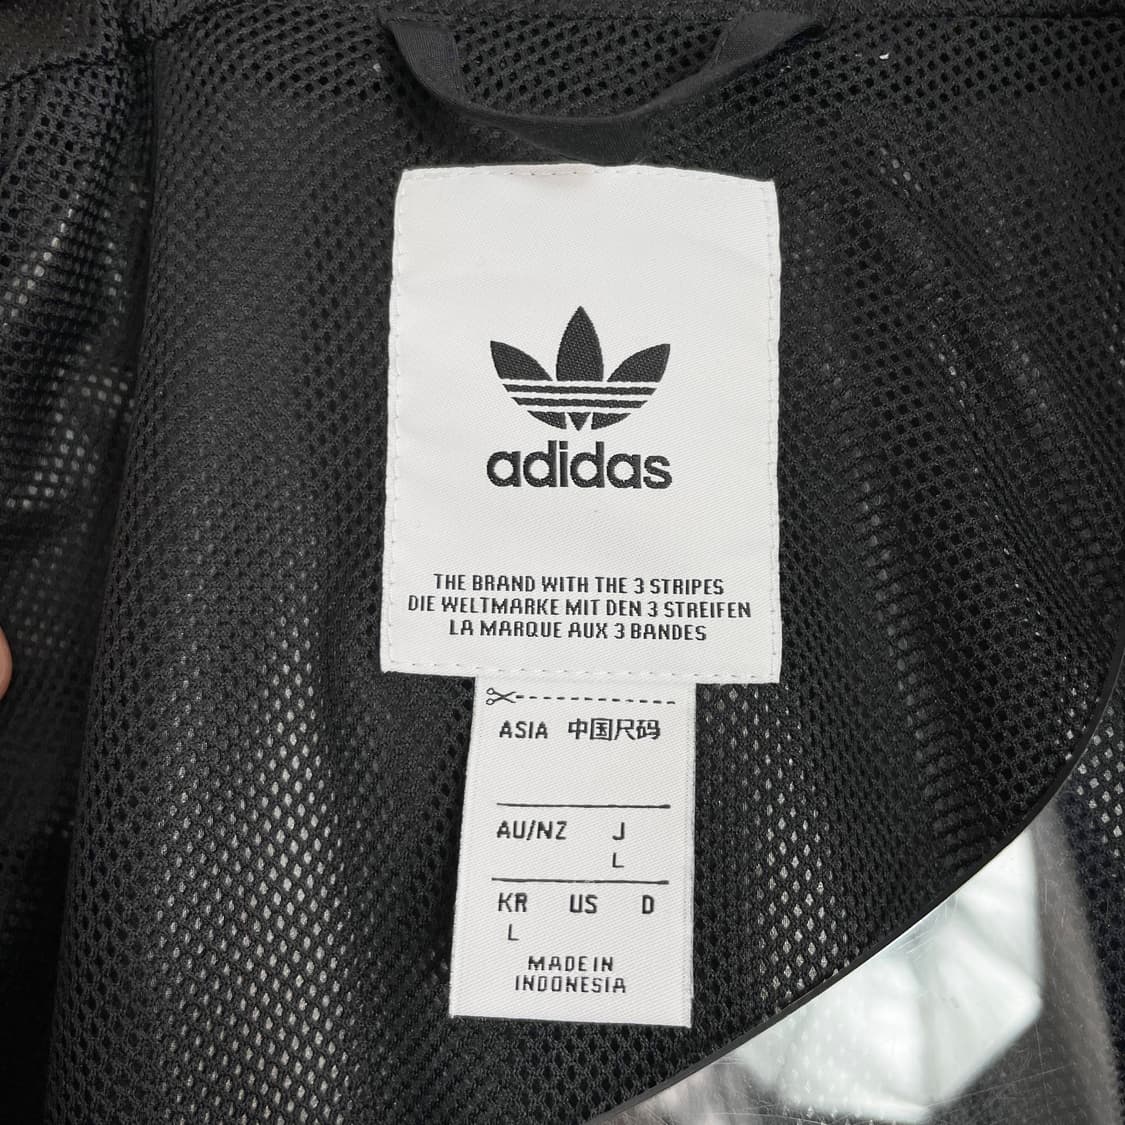 adidas
THE BRAND WITH THE 3 STRIPES
DIE WELTMARKE MIT DEN 3 STREIFEN
LA MARQUE AUX 3 BANDES
ASIA 中国尺码
AU/NZ J
L
KR US D
L
MADE IN
INDONESIA